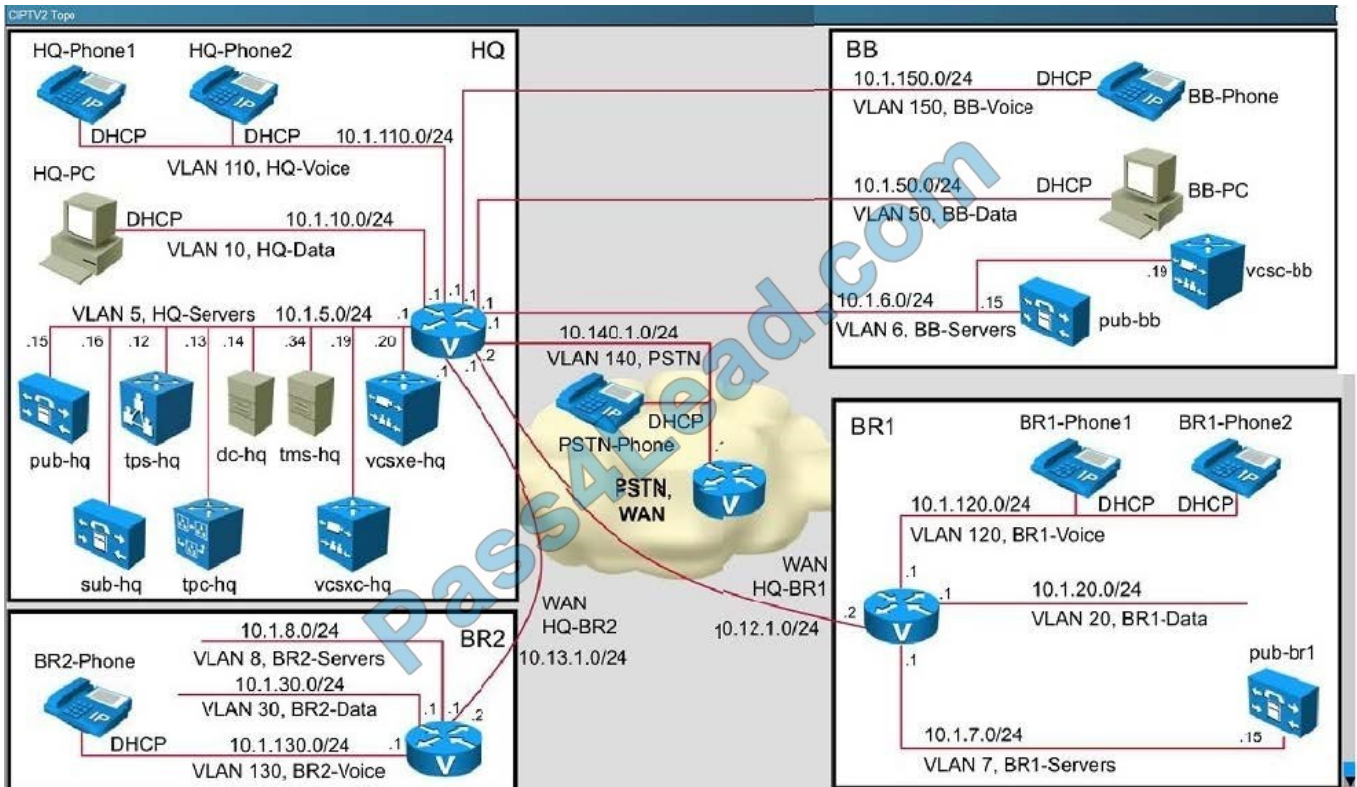 CIPTV2 Topo
HQ
HQ-Phone1
HQ-Phone2
IP
IP
DHCP
DHCP
10.1.110.0/24
VLAN 110, HQ-Voice
HQ-PC
DHCP
10.1.10.0/24
VLAN 10, HQ-Data
VLAN 5, HQ-Servers
10.1.5.0/24
.1
.1
.1
.1
.1
.1
.1
.1
.2
V
.15
.16
.12
.13
.14
.34
.19
.20
pub-hq
tps-hq
dc-hq
tms-hq
vcsxe-hq
sub-hq
tpc-hq
vcsxc-hq
BB
10.1.150.0/24
DHCP
VLAN 150, BB-Voice
IP
BB-Phone
10.1.50.0/24
DHCP
VLAN 50, BB-Data
BB-PC
10.1.6.0/24
.15
.19
VLAN 6, BB-Servers
pub-bb
vcsc-bb
10.140.1.0/24
VLAN 140, PSTN
IP
DHCP
PSTN-Phone
PSTN,
WAN
V
WAN
HQ-BR1
10.12.1.0/24
WAN
HQ-BR2
10.13.1.0/24
BR2
10.1.8.0/24
VLAN 8, BR2-Servers
BR2-Phone
IP
10.1.30.0/24
VLAN 30, BR2-Data
DHCP
10.1.130.0/24
VLAN 130, BR2-Voice
.1
.1
.1
.2
V
BR1
BR1-Phone1
BR1-Phone2
IP
IP
10.1.120.0/24
DHCP
DHCP
VLAN 120, BR1-Voice
.1
.1
.2
.1
V
10.1.20.0/24
VLAN 20, BR1-Data
pub-br1
10.1.7.0/24
.15
VLAN 7, BR1-Servers
Pass4Lead.com